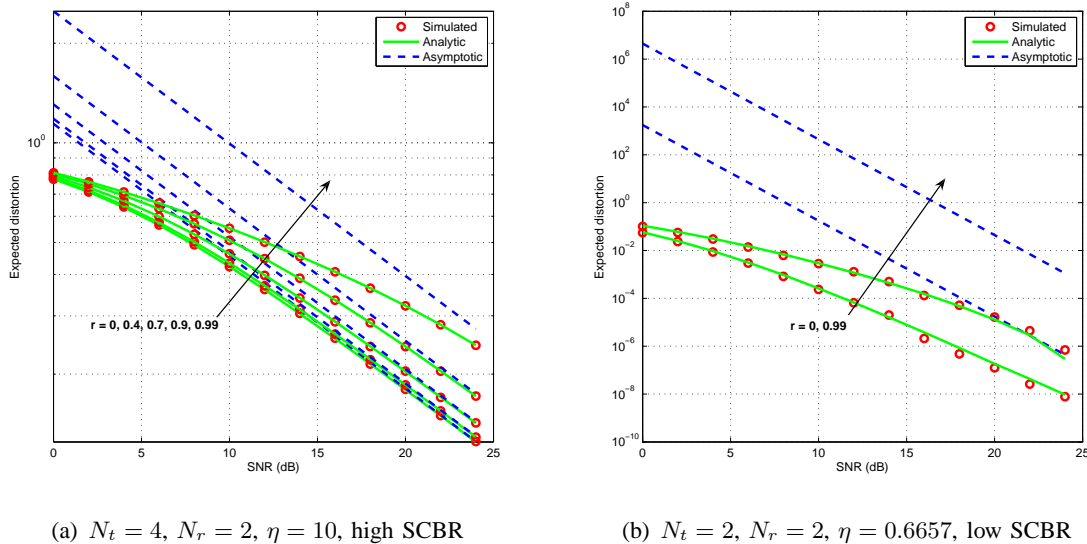 Simulated
Analytic
Asymptotic
10^0
Expected distortion
r = 0, 0.4, 0.7, 0.9, 0.99
0 5 10 15 20 25
SNR (dB)
(a) N_t = 4, N_r = 2, η = 10, high SCBR
10^8
10^6
10^4
10^2
10^0
10^−2
10^−4
10^−6
10^−8
10^−10
Simulated
Analytic
Asymptotic
Expected distortion
r = 0, 0.99
0 5 10 15 20 25
SNR (dB)
(b) N_t = 2, N_r = 2, η = 0.6657, low SCBR